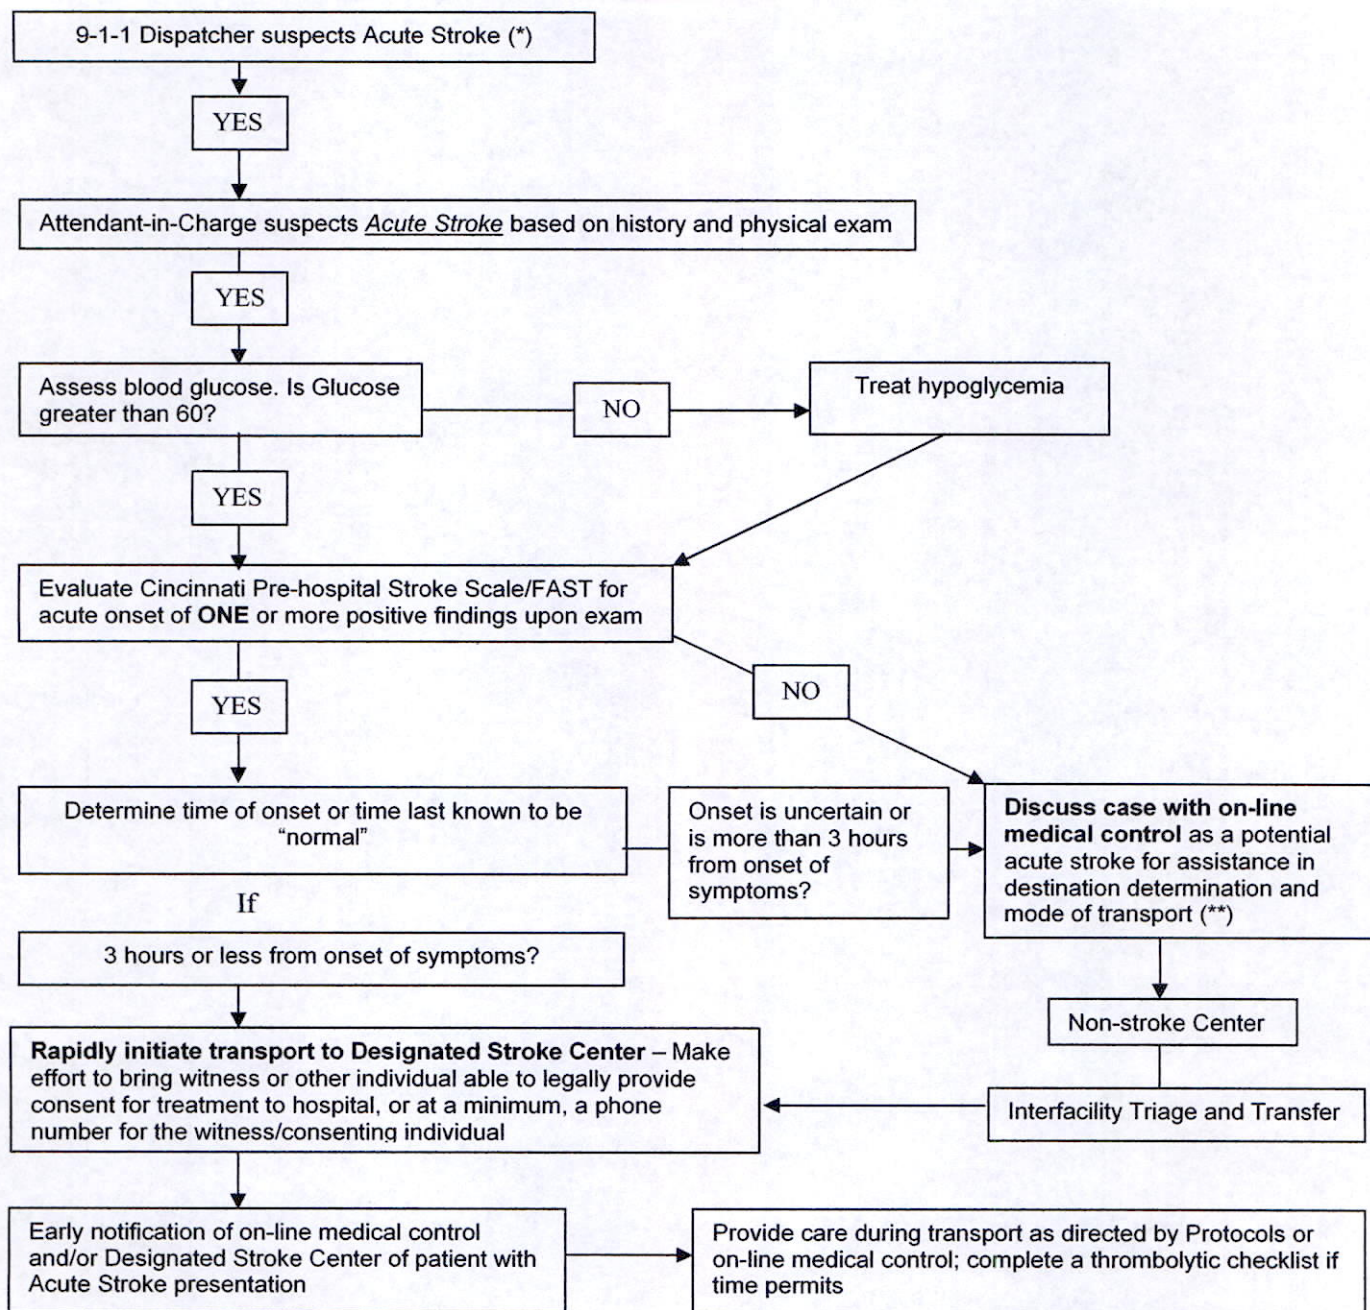 9-1-1 Dispatcher suspects Acute Stroke (*)
YES
Attendant-in-Charge suspects Acute Stroke based on history and physical exam
YES
Assess blood glucose. Is Glucose
greater than 60?
NO
Treat hypoglycemia
YES
Evaluate Cincinnati Pre-hospital Stroke Scale/FAST for
acute onset of ONE or more positive findings upon exam
YES
NO
Determine time of onset or time last known to be
“normal”
Onset is uncertain or
is more than 3 hours
from onset of
symptoms?
Discuss case with on-line
medical control as a potential
acute stroke for assistance in
destination determination and
mode of transport (**)
If
3 hours or less from onset of symptoms?
Non-stroke Center
Rapidly initiate transport to Designated Stroke Center – Make
effort to bring witness or other individual able to legally provide
consent for treatment to hospital, or at a minimum, a phone
number for the witness/consenting individual
Interfacility Triage and Transfer
Early notification of on-line medical control
and/or Designated Stroke Center of patient with
Acute Stroke presentation
Provide care during transport as directed by Protocols or
on-line medical control; complete a thrombolytic checklist if
time permits